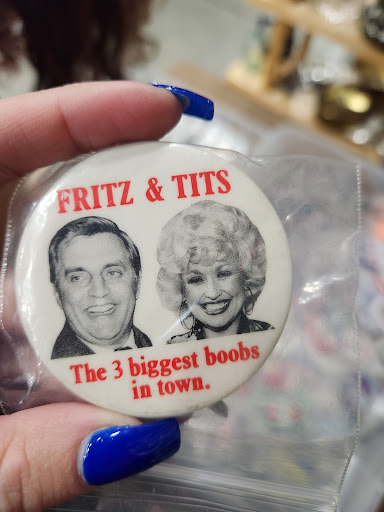 FRITZ & TITS
The 3 biggest boobs
in town.